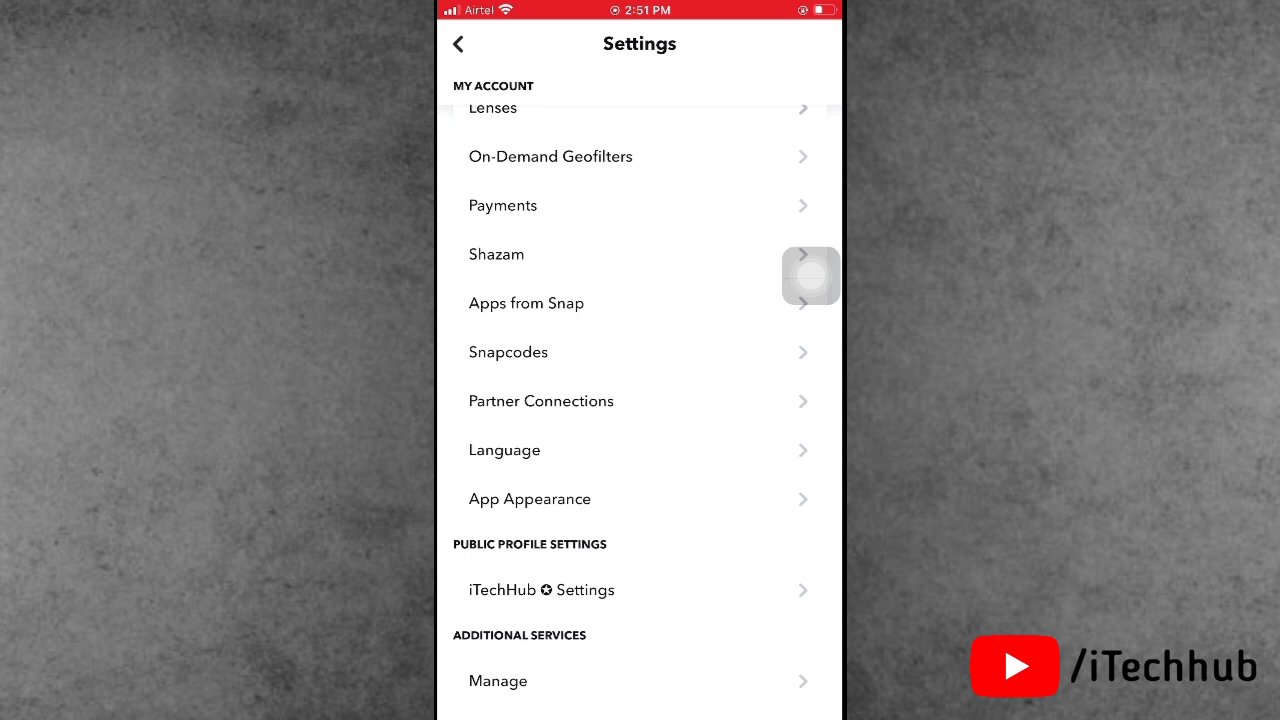 Airtel 2:51 PM
Settings
MY ACCOUNT
Lenses
On-Demand Geofilters
Payments
Shazam
Apps from Snap
Snapcodes
Partner Connections
Language
App Appearance
PUBLIC PROFILE SETTINGS
iTechHub ✪ Settings
ADDITIONAL SERVICES
Manage
/iTechhub